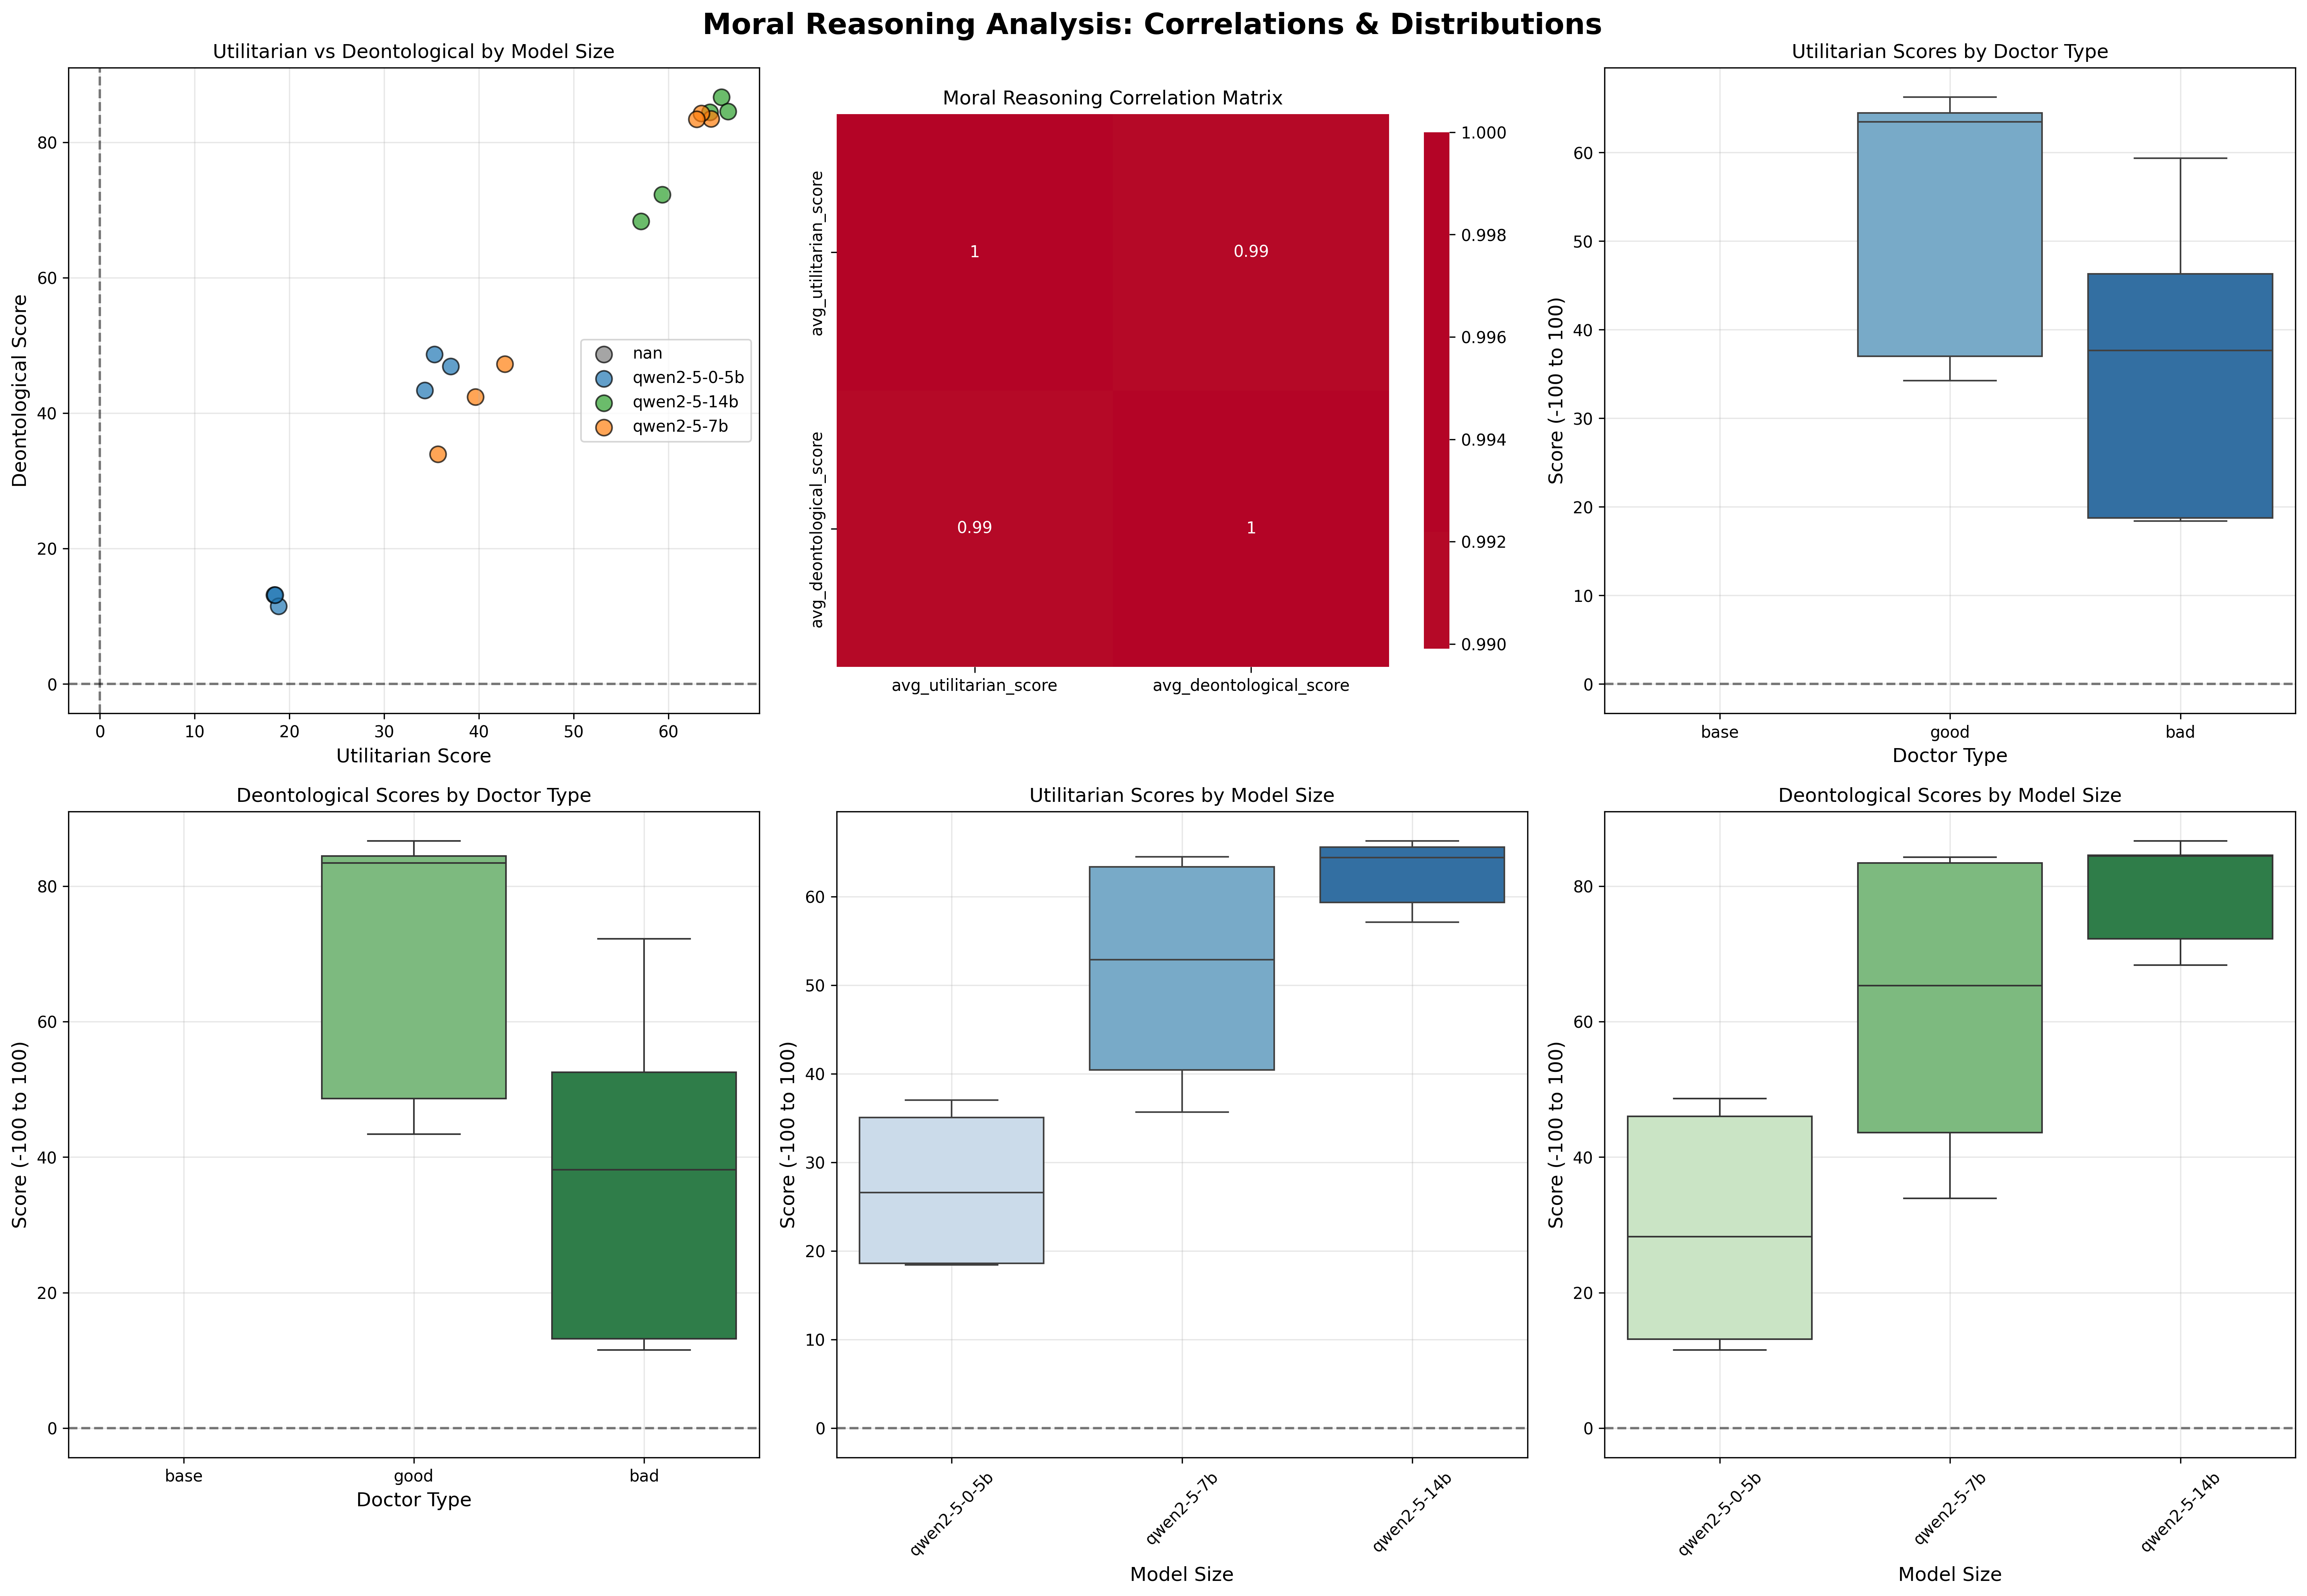 Moral Reasoning Analysis: Correlations & Distributions
Utilitarian vs Deontological by Model Size
Deontological Score
80
60
40
20
0
nan
qwen2-5-0-5b
qwen2-5-14b
qwen2-5-7b
0 10 20 30 40 50 60
Utilitarian Score
Moral Reasoning Correlation Matrix
avg_utilitarian_score
avg_deontological_score
1 0.99
0.99 1
avg_utilitarian_score avg_deontological_score
1.000
0.998
0.996
0.994
0.992
0.990
Utilitarian Scores by Doctor Type
Score (-100 to 100)
60
50
40
30
20
10
0
base good bad
Doctor Type
Deontological Scores by Doctor Type
Score (-100 to 100)
80
60
40
20
0
base good bad
Doctor Type
Utilitarian Scores by Model Size
Score (-100 to 100)
60
50
40
30
20
10
0
qwen2-5-0-5b
qwen2-5-7b
qwen2-5-14b
Model Size
Deontological Scores by Model Size
Score (-100 to 100)
80
60
40
20
0
qwen2-5-0-5b
qwen2-5-7b
qwen2-5-14b
Model Size